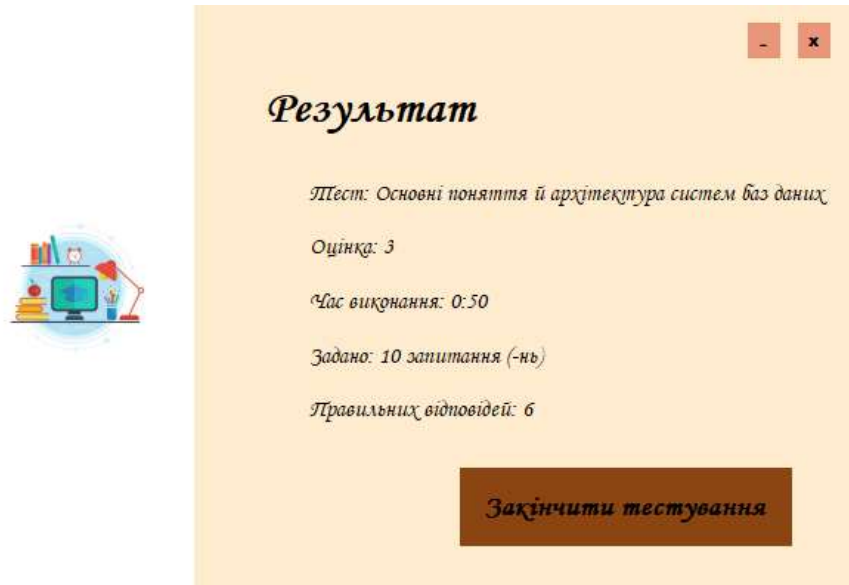 -
x
Результат
Тест: Основні поняття й архітектура систем баз даних
Оцінка: 3
Час виконання: 0:50
Задано: 10 запитання (-нь)
Правильних відповідей: 6
Закінчити тестування